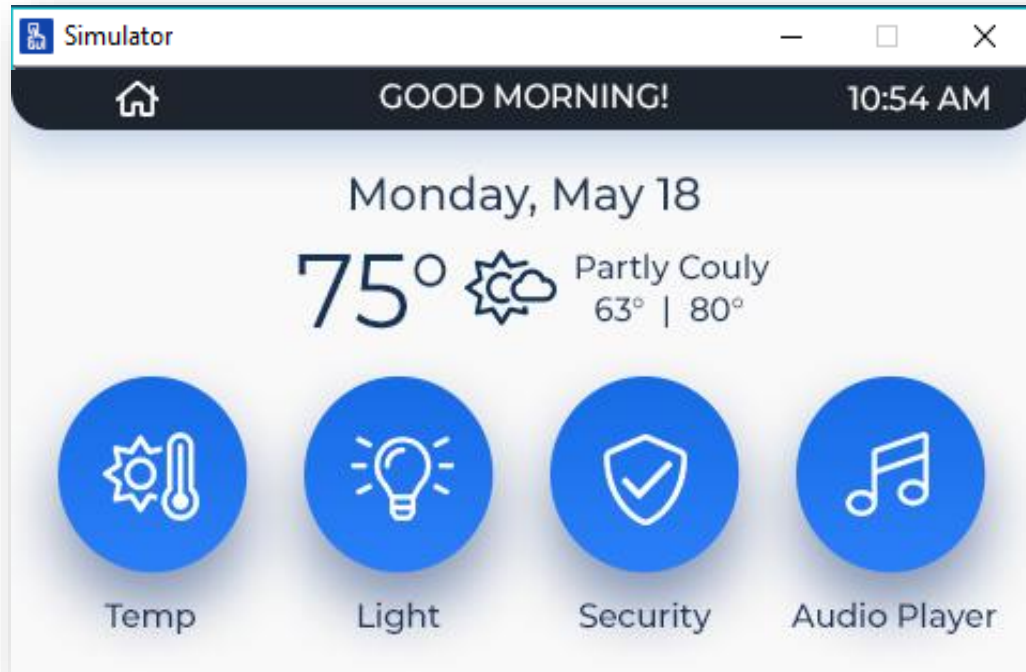 Simulator
GOOD MORNING!
10:54 AM
Monday, May 18
75°
Partly Couly
63° | 80°
Temp
Light
Security
Audio Player